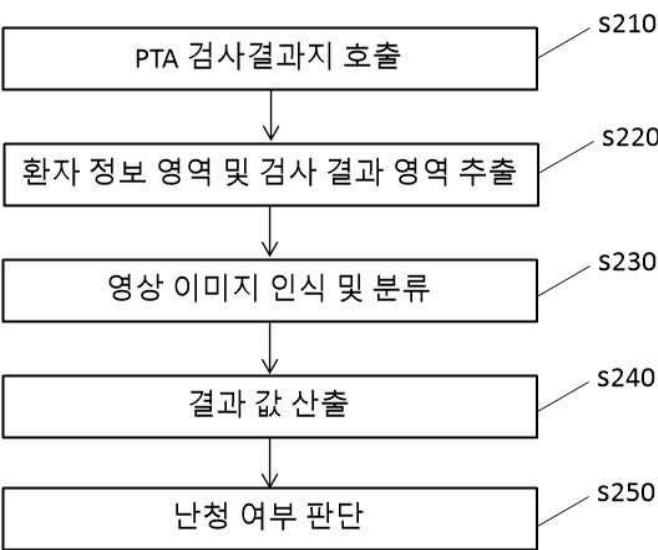 s210
PTA 검사결과지 호출
s220
환자 정보 영역 및 검사 결과 영역 추출
s230
영상 이미지 인식 및 분류
s240
결과 값 산출
s250
난청 여부 판단